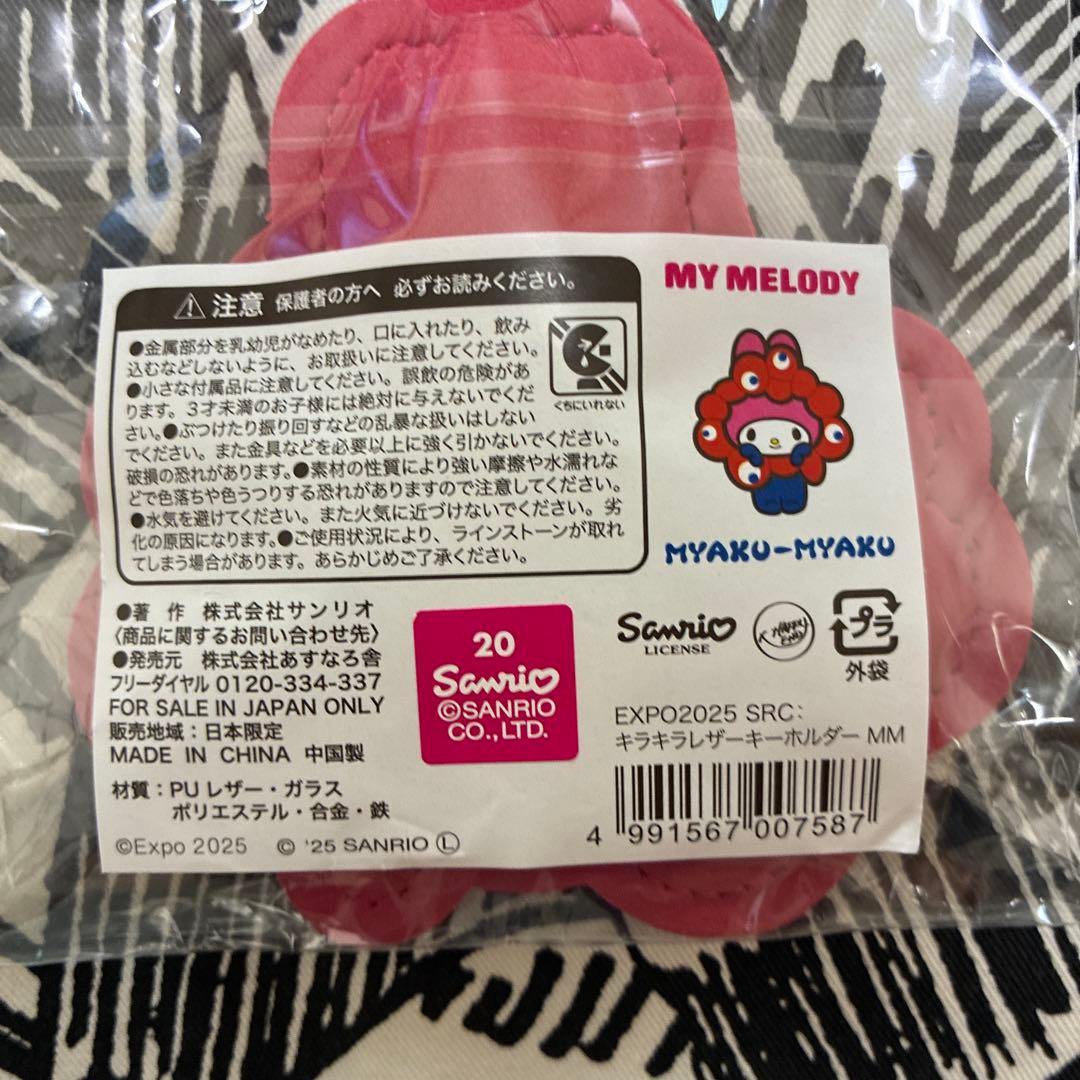 注意 保護者の方へ 必ずお読みください。
●金属部分を乳幼児がなめたり、口に入れたり、飲み
込むなどしないように、お取扱いに注意してください。
●小さな付属品に注意してください。誤飲の危険があ
ります。3才未満のお子様には絶対に与えないでくだ
さい。●ぶつけたり振り回すなどの乱暴な扱いはしない
でください。また金具などを必要以上に強く引かないでください。
破損の恐れがあります。●素材の性質により強い摩擦や水濡れな
どで色落ちや色うつりする恐れがありますので注意してください。
●水気を避けてください。また火気に近づけないでください。劣
化の原因になります。●ご使用状況により、ラインストーンが取れ
てしまう場合があります。あらかじめご了承ください。
くちにいれない
MY MELODY
MYAKU-MYAKU
●著 作 株式会社サンリオ
〈商品に関するお問い合わせ先〉
●発売元 株式会社あすなろ舎
フリーダイヤル 0120-334-337
FOR SALE IN JAPAN ONLY
販売地域:日本限定
MADE IN CHINA 中国製
材質:PU レザー・ガラス
ポリエステル・合金・鉄
©Expo 2025 © '25 SANRIO Ⓛ
20
Sanrio
©SANRIO
CO.,LTD.
Sanrio
LICENSE
HAPPY
プラ
外袋
EXPO2025 SRC:
キラキラレザーキーホルダー MM
4 991567 007587